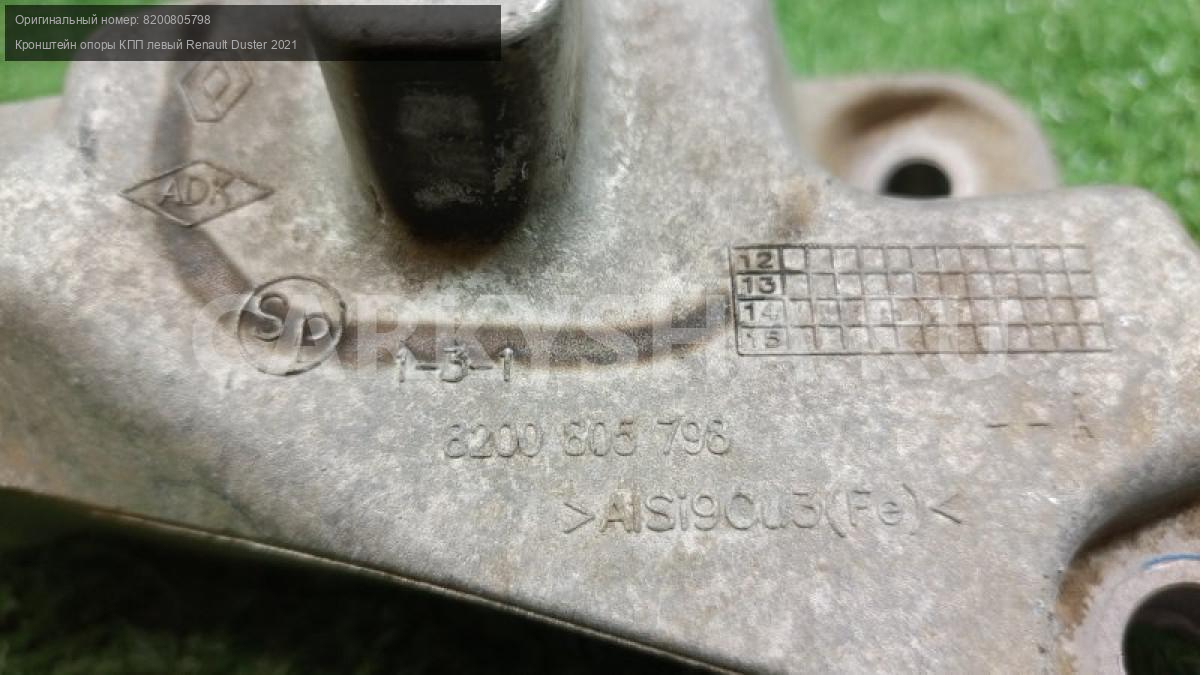 Оригинальный номер: 8200805798
Кронштейн опоры КПП левый Renault Duster 2021
ADK
SP
1-3-1
12
13
14
15
8200 805 798
>AlSi9Cu3(Fe)<